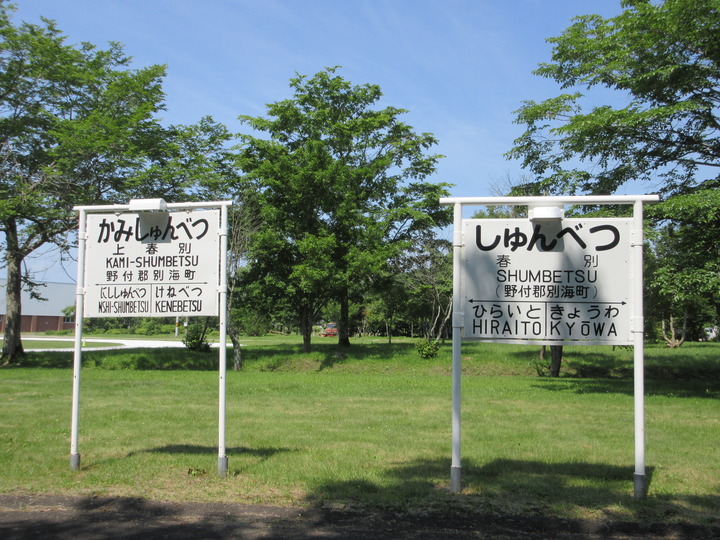 かみしゅんべつ
上春別
KAMI-SHUMBETSU
野付郡別海町
にししゅんべつ けねべつ
NISHI-SHUMBETSU KENEBETSU
しゅんべつ
春別
SHUMBETSU
(野付郡別海町)
ひらいと きょうわ
HIRAITO KYŌWA